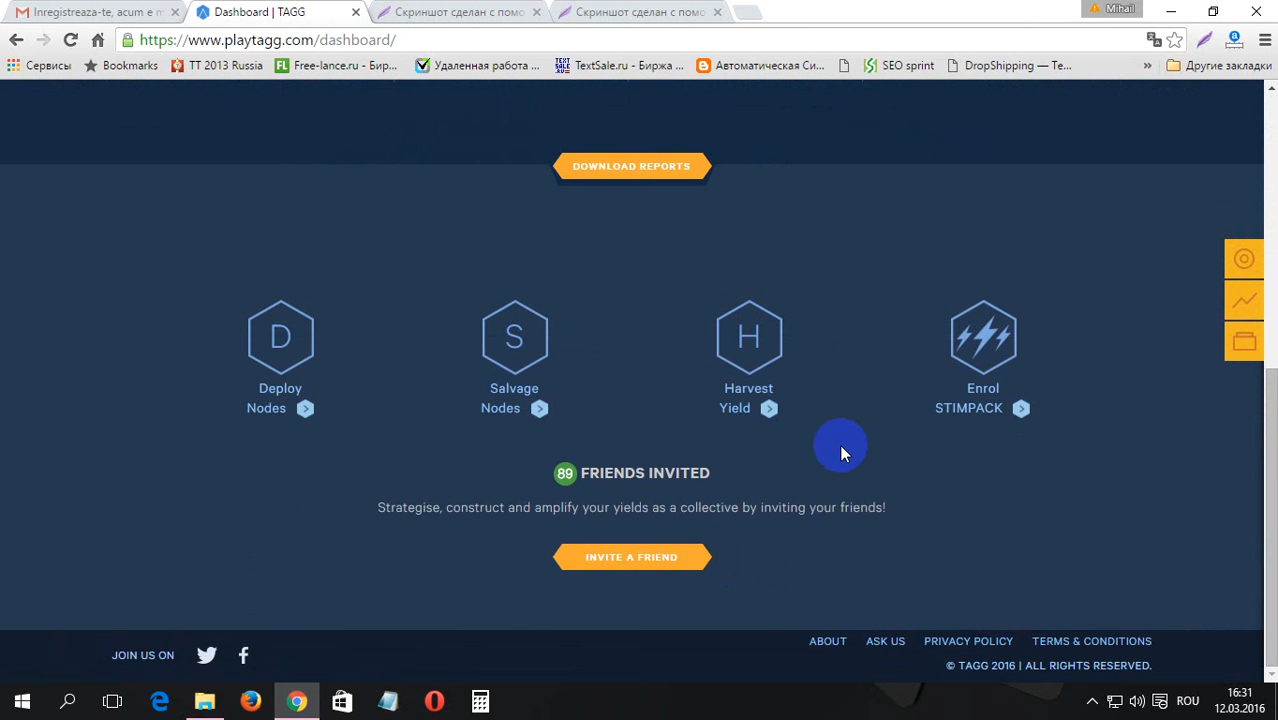 Inregistreaza-te, acum e m
Dashboard | TAGG
Скриншот сделан с помо
Скриншот сделан с помо
Mihail
https://www.playtagg.com/dashboard/
Сервисы
Bookmarks
TT 2013 Russia
Free-lance.ru - Бир...
Удаленная работа ...
TextSale.ru - Биржа ...
Автоматическая Си...
SEO sprint
DropShipping — Те...
»
Другие закладки
DOWNLOAD REPORTS
D
S
H
Deploy
Nodes
Salvage
Nodes
Harvest
Yield
Enrol
STIMPACK
89 FRIENDS INVITED
Strategise, construct and amplify your yields as a collective by inviting your friends!
INVITE A FRIEND
JOIN US ON
ABOUT
ASK US
PRIVACY POLICY
TERMS & CONDITIONS
© TAGG 2016 | ALL RIGHTS RESERVED.
ROU
16:31
12.03.2016